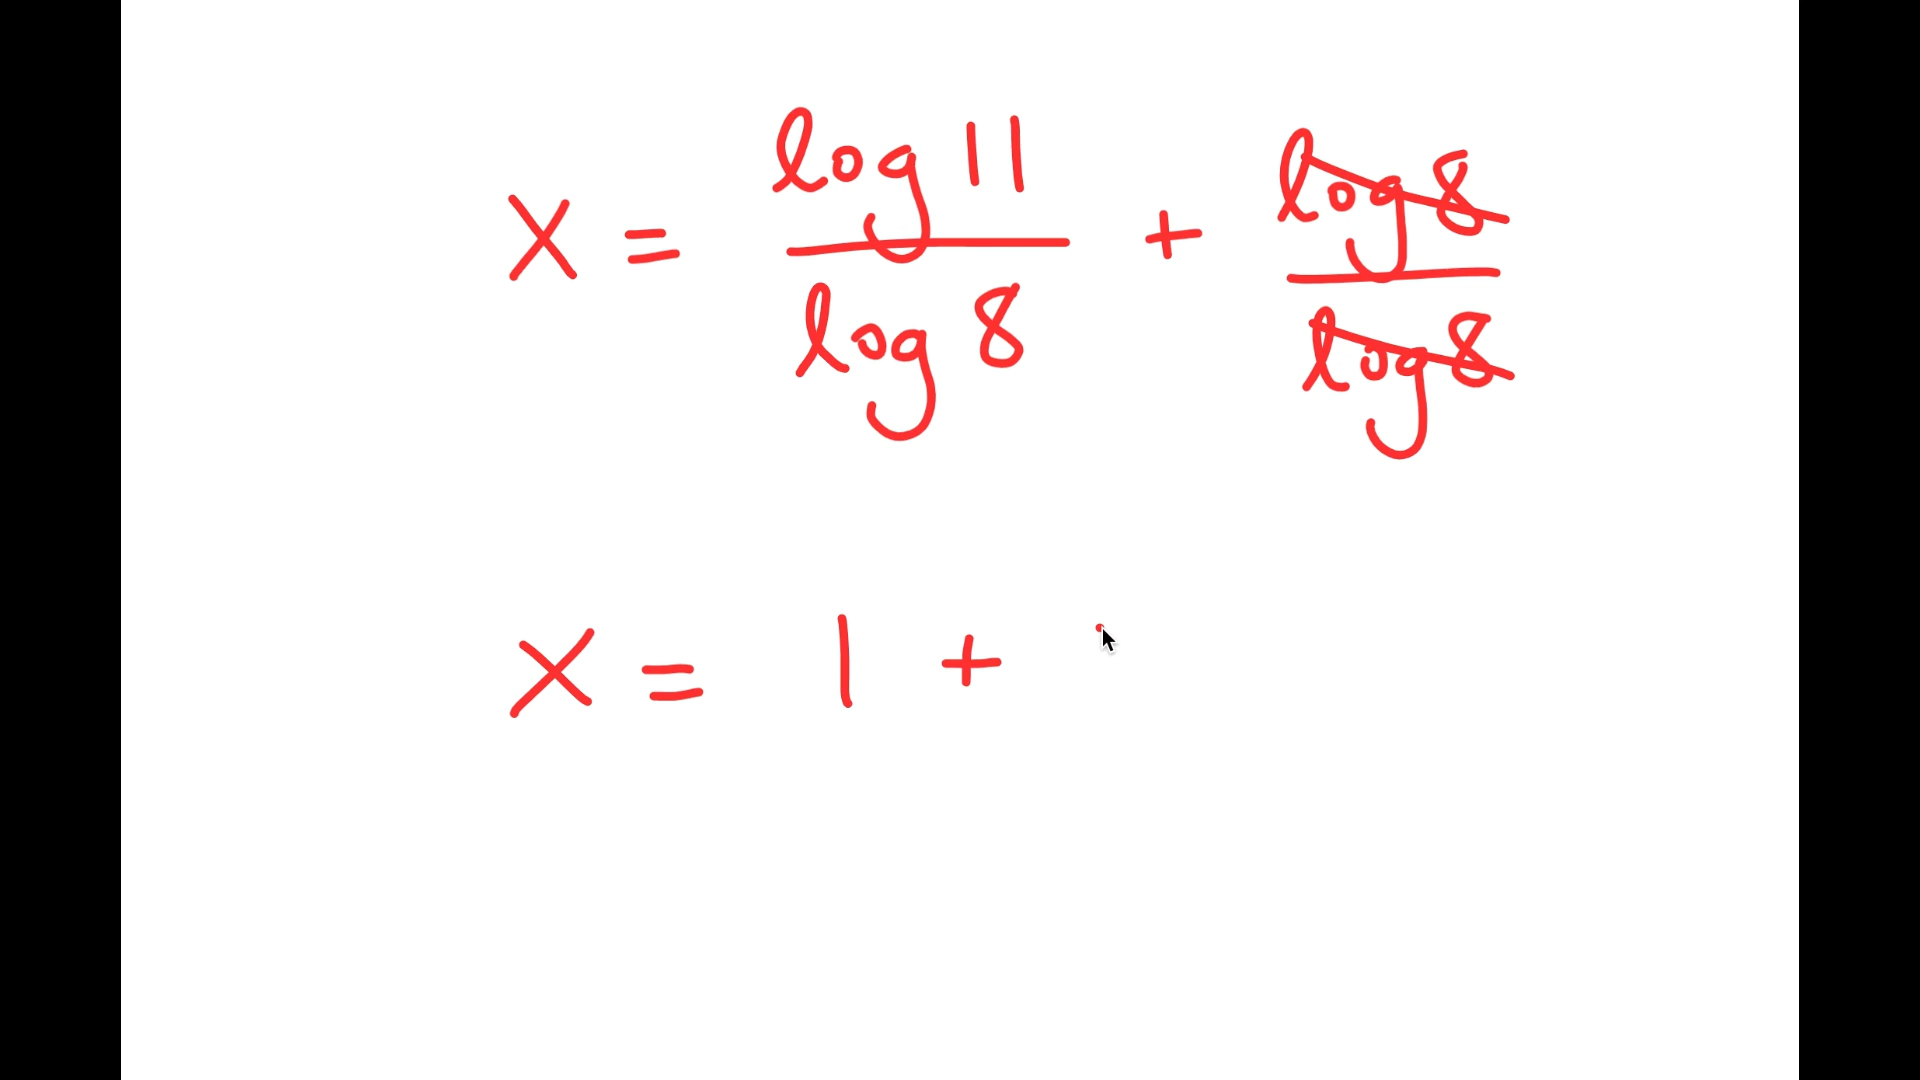 x = log 11 / log 8 + log 8 / log 8
x = 1 +